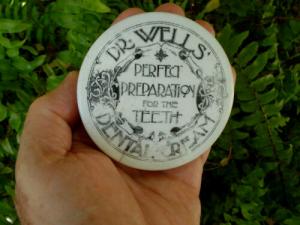 DR. WELLS'
PERFECT
PREPARATION
FOR THE
TEETH
DENTAL CREAM